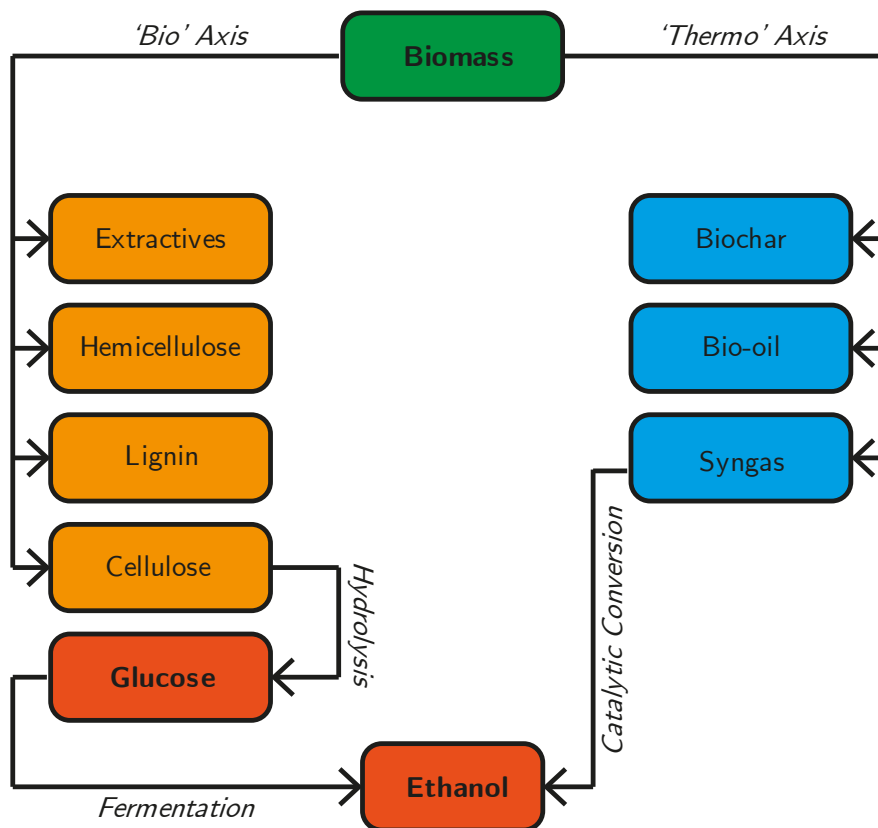 ‘Bio’ Axis
Biomass
‘Thermo’ Axis
Extractives
Biochar
Hemicellulose
Bio-oil
Lignin
Syngas
Cellulose
Hydrolysis
Catalytic Conversion
Glucose
Ethanol
Fermentation